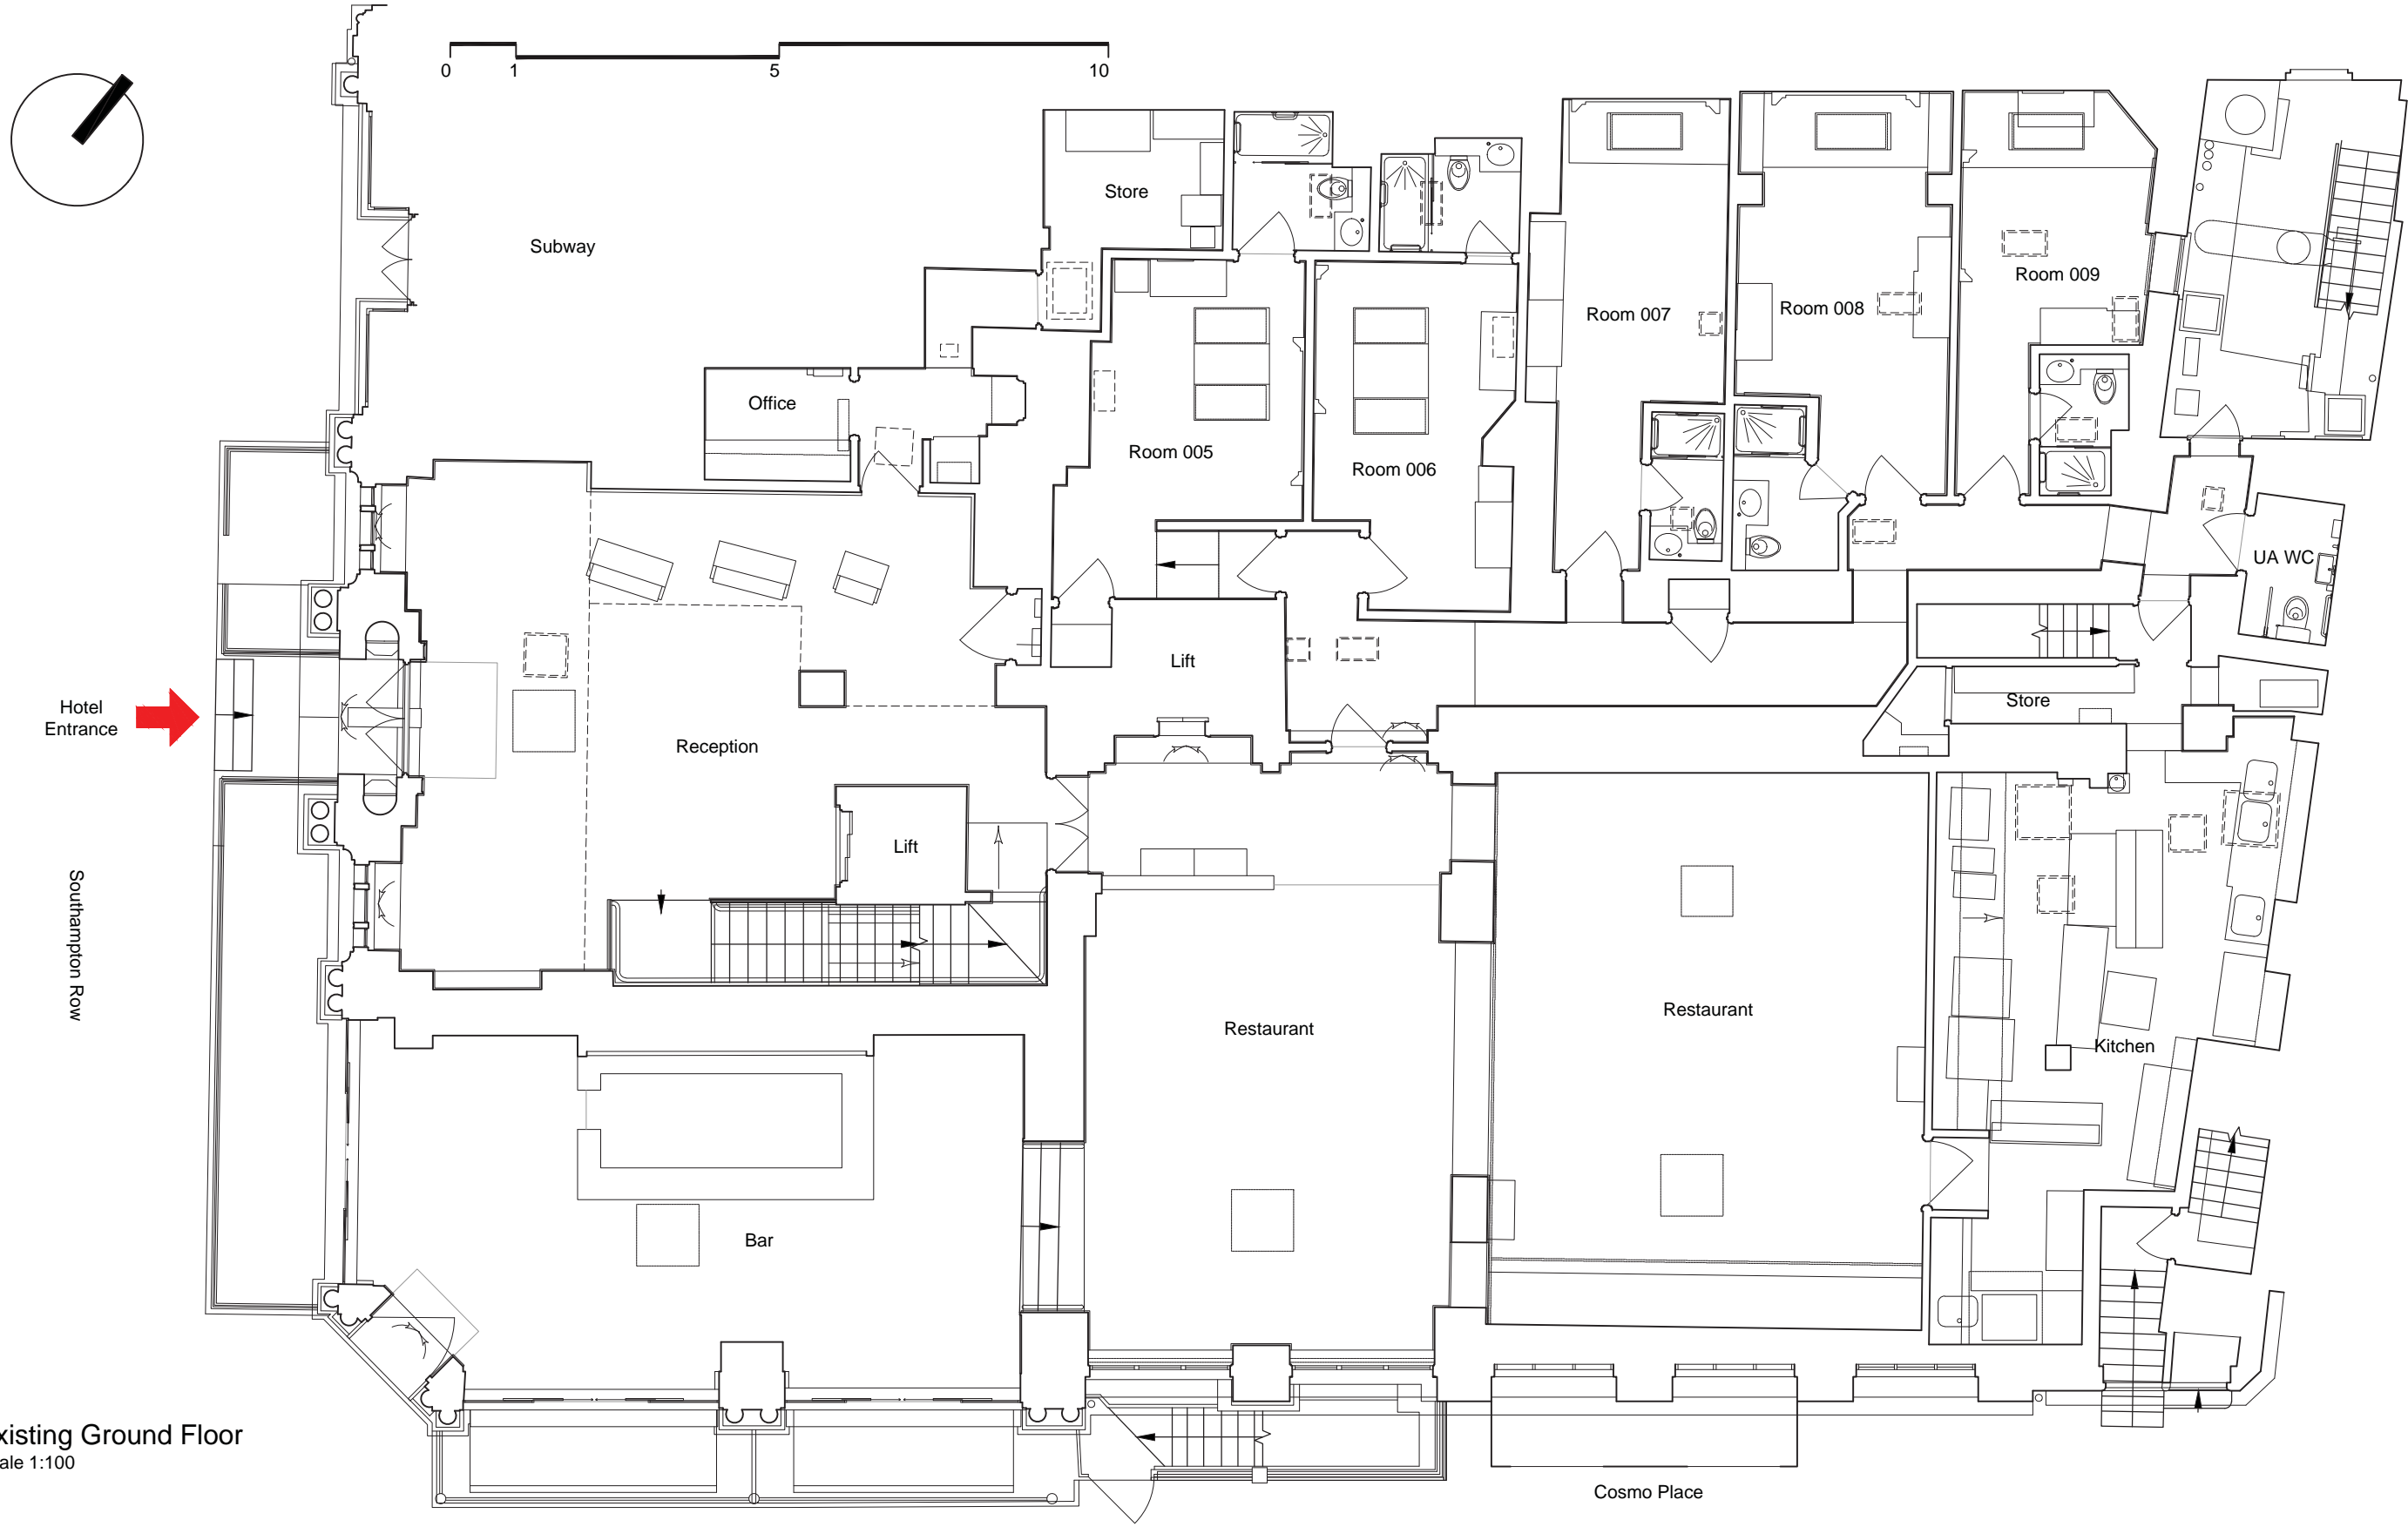 0 1 5 10
Store
Subway
Room 009
Room 007
Room 008
Office
Room 005
Room 006
UA WC
Lift
Store
Hotel
Entrance
Reception
Lift
Southampton Row
Restaurant
Restaurant
Kitchen
Bar
xisting Ground Floor
ale 1:100
Cosmo Place